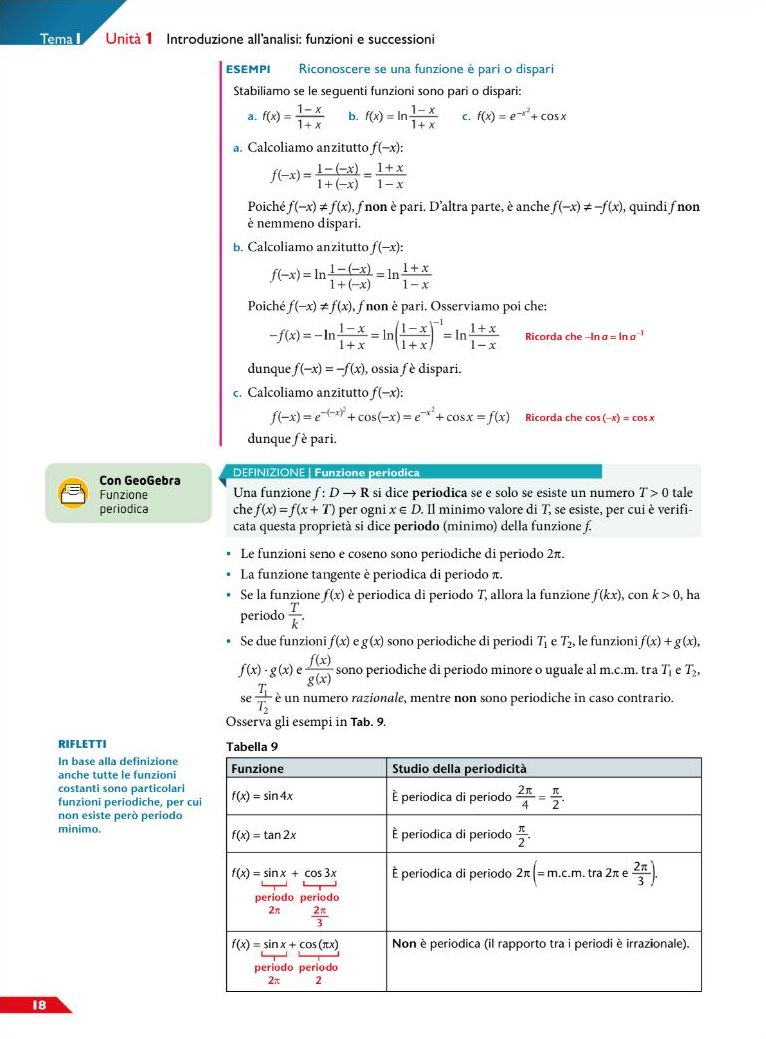 Tema 1 Unità 1 Introduzione all'analisi: funzioni e successioni
ESEMPI Riconoscere se una funzione è pari o dispari
Stabiliamo se le seguenti funzioni sono pari o dispari:
a. f(x) = (1 − x)/(1 + x) b. f(x) = ln (1 − x)/(1 + x) c. f(x) = e^(−x²) + cos x
a. Calcoliamo anzitutto f(−x):
f(−x) = (1 − (−x))/(1 + (−x)) = (1 + x)/(1 − x)
Poiché f(−x) ≠ f(x), f non è pari. D'altra parte, è anche f(−x) ≠ −f(x), quindi f non
è nemmeno dispari.
b. Calcoliamo anzitutto f(−x):
f(−x) = ln (1 − (−x))/(1 + (−x)) = ln (1 + x)/(1 − x)
Poiché f(−x) ≠ f(x), f non è pari. Osserviamo poi che:
−f(x) = −ln (1 − x)/(1 + x) = ln ((1 − x)/(1 + x))^(−1) = ln (1 + x)/(1 − x) Ricorda che −ln a = ln a^(−1)
dunque f(−x) = −f(x), ossia f è dispari.
c. Calcoliamo anzitutto f(−x):
f(−x) = e^(−(−x)²) + cos(−x) = e^(−x²) + cos x = f(x) Ricorda che cos (−x) = cos x
dunque f è pari.
Con GeoGebra
Funzione
periodica
DEFINIZIONE | Funzione periodica
Una funzione f : D → R si dice periodica se e solo se esiste un numero T > 0 tale
che f(x) = f(x + T) per ogni x ∈ D. Il minimo valore di T, se esiste, per cui è verifi-
cata questa proprietà si dice periodo (minimo) della funzione f.
• Le funzioni seno e coseno sono periodiche di periodo 2π.
• La funzione tangente è periodica di periodo π.
• Se la funzione f(x) è periodica di periodo T, allora la funzione f(kx), con k > 0, ha
periodo T/k.
• Se due funzioni f(x) e g(x) sono periodiche di periodi T₁ e T₂, le funzioni f(x) + g(x),
f(x) · g(x) e f(x)/g(x) sono periodiche di periodo minore o uguale al m.c.m. tra T₁ e T₂,
se T₁/T₂ è un numero razionale, mentre non sono periodiche in caso contrario.
Osserva gli esempi in Tab. 9.
RIFLETTI
In base alla definizione
anche tutte le funzioni
costanti sono particolari
funzioni periodiche, per cui
non esiste però periodo
minimo.
Tabella 9
Funzione Studio della periodicità
f(x) = sin 4x È periodica di periodo 2π/4 = π/2.
f(x) = tan 2x È periodica di periodo π/2.
f(x) = sin x + cos 3x È periodica di periodo 2π (= m.c.m. tra 2π e 2π/3).
periodo periodo
2π 2π/3
f(x) = sin x + cos (πx) Non è periodica (il rapporto tra i periodi è irrazionale).
periodo periodo
2π 2
18